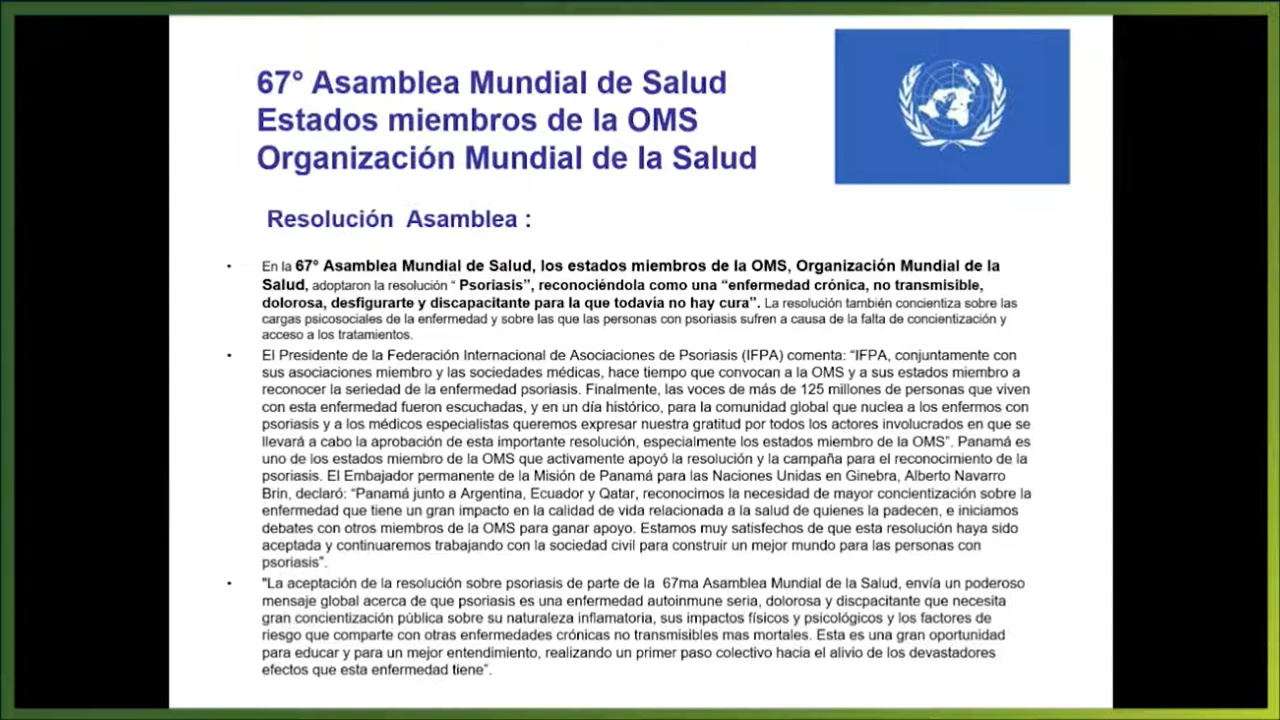 67° Asamblea Mundial de Salud
Estados miembros de la OMS
Organización Mundial de la Salud
Resolución Asamblea :
• En la 67° Asamblea Mundial de Salud, los estados miembros de la OMS, Organización Mundial de la
Salud, adoptaron la resolución “ Psoriasis”, reconociéndola como una “enfermedad crónica, no transmisible,
dolorosa, desfigurarte y discapacitante para la que todavía no hay cura”. La resolución también concientiza sobre las
cargas psicosociales de la enfermedad y sobre las que las personas con psoriasis sufren a causa de la falta de concientización y
acceso a los tratamientos.
• El Presidente de la Federación Internacional de Asociaciones de Psoriasis (IFPA) comenta: “IFPA, conjuntamente con
sus asociaciones miembro y las sociedades médicas, hace tiempo que convocan a la OMS y a sus estados miembro a
reconocer la seriedad de la enfermedad psoriasis. Finalmente, las voces de más de 125 millones de personas que viven
con esta enfermedad fueron escuchadas, y en un día histórico, para la comunidad global que nuclea a los enfermos con
psoriasis y a los médicos especialistas queremos expresar nuestra gratitud por todos los actores involucrados en que se
llevará a cabo la aprobación de esta importante resolución, especialmente los estados miembro de la OMS”. Panamá es
uno de los estados miembro de la OMS que activamente apoyó la resolución y la campaña para el reconocimiento de la
psoriasis. El Embajador permanente de la Misión de Panamá para las Naciones Unidas en Ginebra, Alberto Navarro
Brin, declaró: “Panamá junto a Argentina, Ecuador y Qatar, reconocimos la necesidad de mayor concientización sobre la
enfermedad que tiene un gran impacto en la calidad de vida relacionada a la salud de quienes la padecen, e iniciamos
debates con otros miembros de la OMS para ganar apoyo. Estamos muy satisfechos de que esta resolución haya sido
aceptada y continuaremos trabajando con la sociedad civil para construir un mejor mundo para las personas con
psoriasis”.
• "La aceptación de la resolución sobre psoriasis de parte de la 67ma Asamblea Mundial de la Salud, envía un poderoso
mensaje global acerca de que psoriasis es una enfermedad autoinmune seria, dolorosa y discpacitante que necesita
gran concientización pública sobre su naturaleza inflamatoria, sus impactos físicos y psicológicos y los factores de
riesgo que comparte con otras enfermedades crónicas no transmisibles mas mortales. Esta es una gran oportunidad
para educar y para un mejor entendimiento, realizando un primer paso colectivo hacia el alivio de los devastadores
efectos que esta enfermedad tiene”.